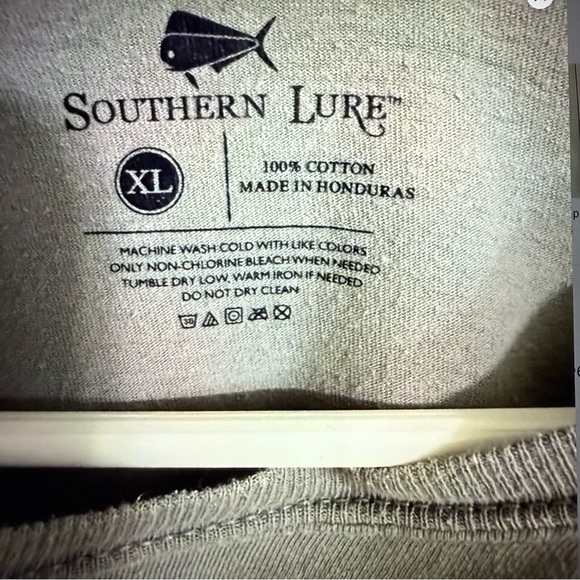 SOUTHERN LURE™
XL
100% COTTON
MADE IN HONDURAS
MACHINE WASH COLD WITH LIKE COLORS
ONLY NON-CHLORINE BLEACH WHEN NEEDED
TUMBLE DRY LOW, WARM IRON IF NEEDED
DO NOT DRY CLEAN
30